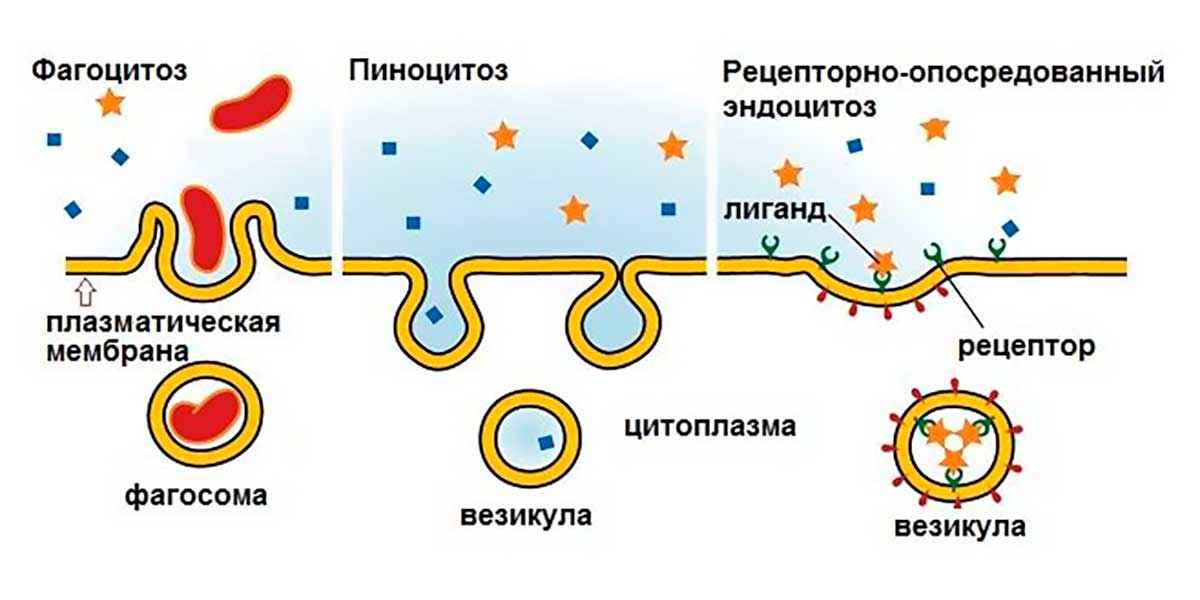 Фагоцитоз
Пиноцитоз
Рецепторно-опосредованный
эндоцитоз
лиганд
плазматическая
мембрана
рецептор
цитоплазма
фагосома
везикула
везикула